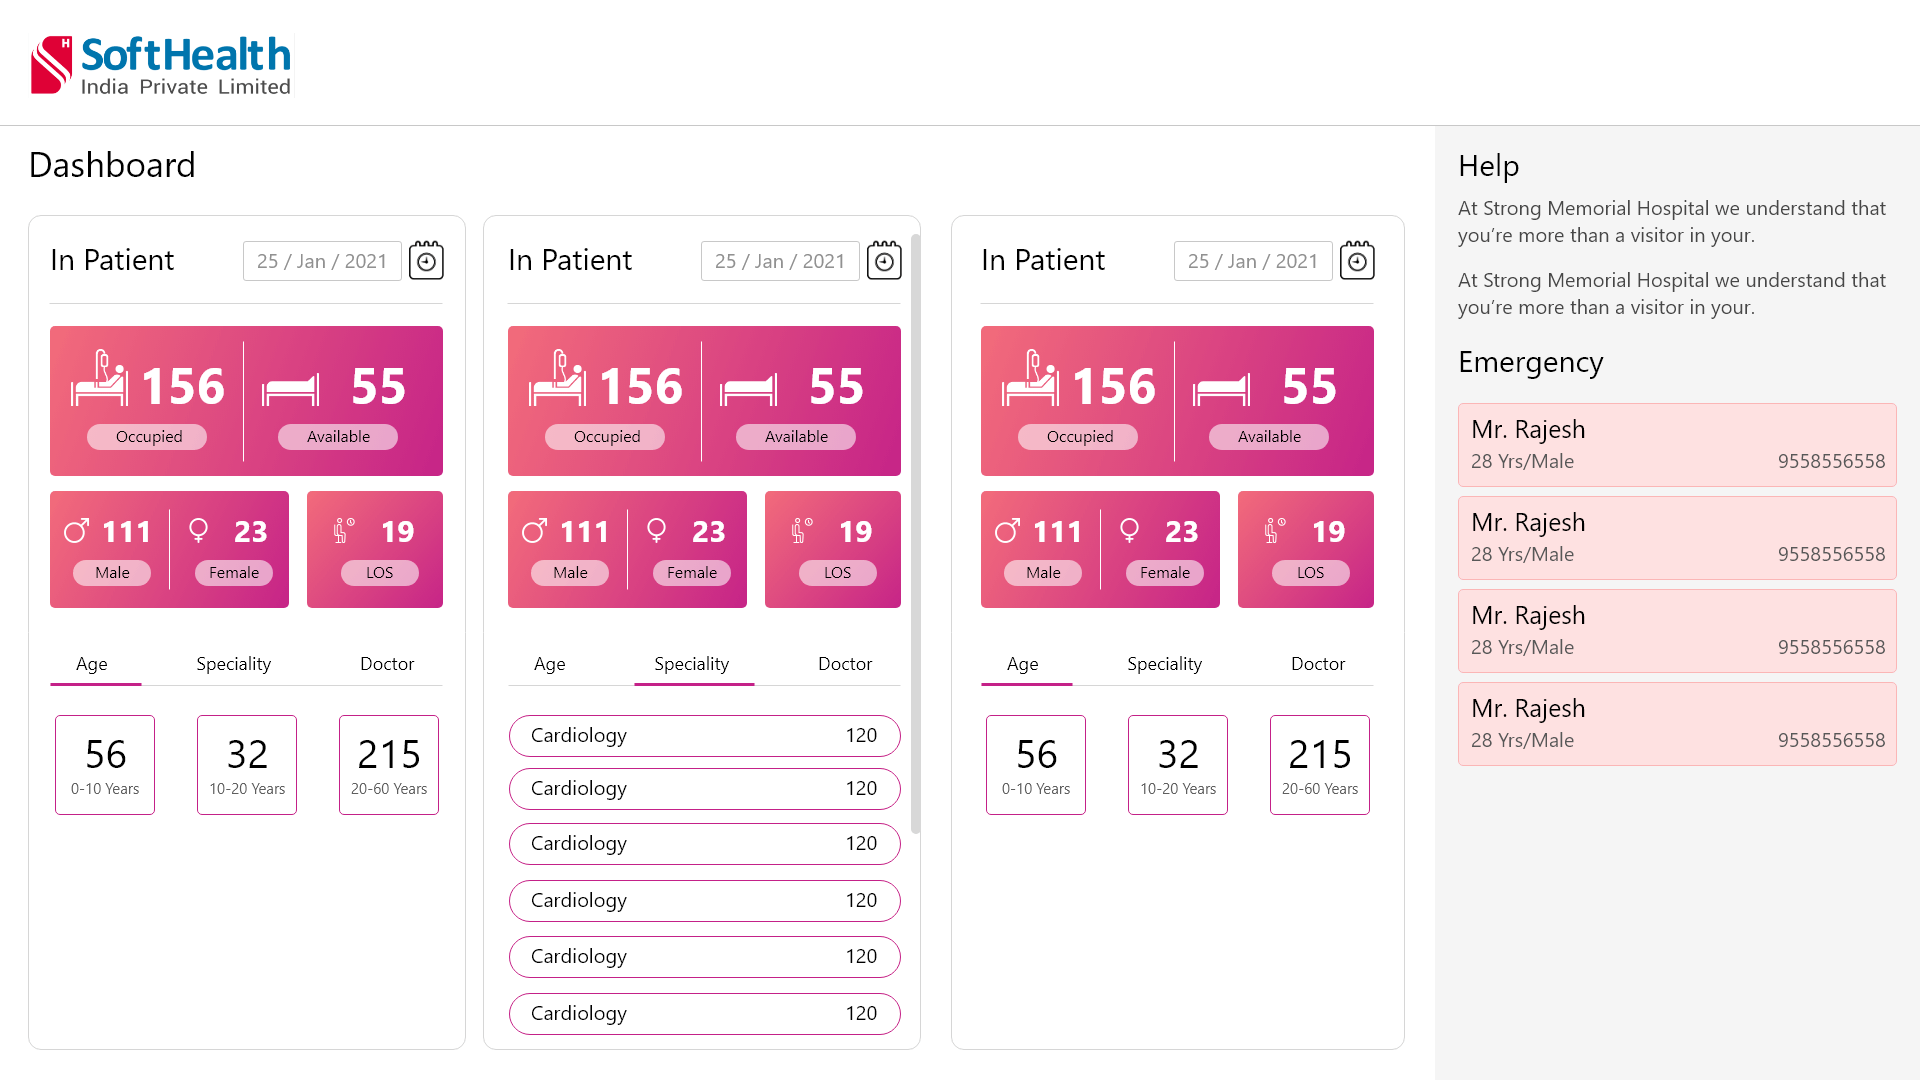 H
SoftHealth
India Private Limited
Dashboard
In Patient
25 / Jan / 2021
156
Occupied
55
Available
111
Male
23
Female
19
LOS
Age Speciality Doctor
56
0-10 Years
32
10-20 Years
215
20-60 Years
In Patient
25 / Jan / 2021
156
Occupied
55
Available
111
Male
23
Female
19
LOS
Age Speciality Doctor
Cardiology 120
Cardiology 120
Cardiology 120
Cardiology 120
Cardiology 120
Cardiology 120
In Patient
25 / Jan / 2021
156
Occupied
55
Available
111
Male
23
Female
19
LOS
Age Speciality Doctor
56
0-10 Years
32
10-20 Years
215
20-60 Years
Help
At Strong Memorial Hospital we understand that
you’re more than a visitor in your.
At Strong Memorial Hospital we understand that
you’re more than a visitor in your.
Emergency
Mr. Rajesh
28 Yrs/Male 9558556558
Mr. Rajesh
28 Yrs/Male 9558556558
Mr. Rajesh
28 Yrs/Male 9558556558
Mr. Rajesh
28 Yrs/Male 9558556558